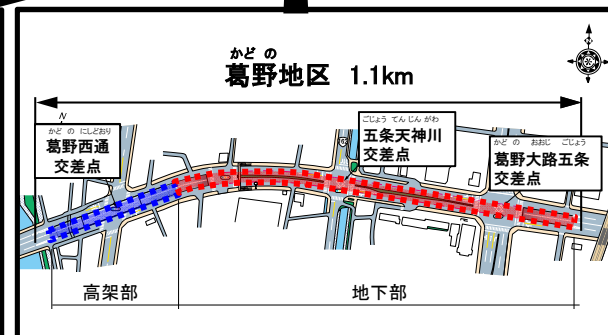 かどの
葛野地区 1.1km
N
かどのにしどおり
葛野西通
交差点
ごじょうてんじんがわ
五条天神川
交差点
かどのおおじ ごじょう
葛野大路五条
交差点
高架部
地下部